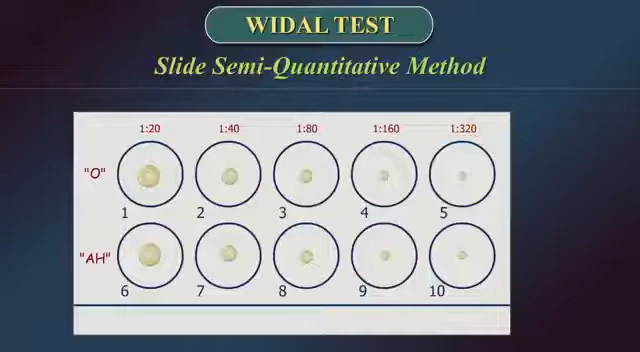 WIDAL TEST
Slide Semi-Quantitative Method
1:20 1:40 1:80 1:160 1:320
"O"
1 2 3 4 5
"AH"
6 7 8 9 10